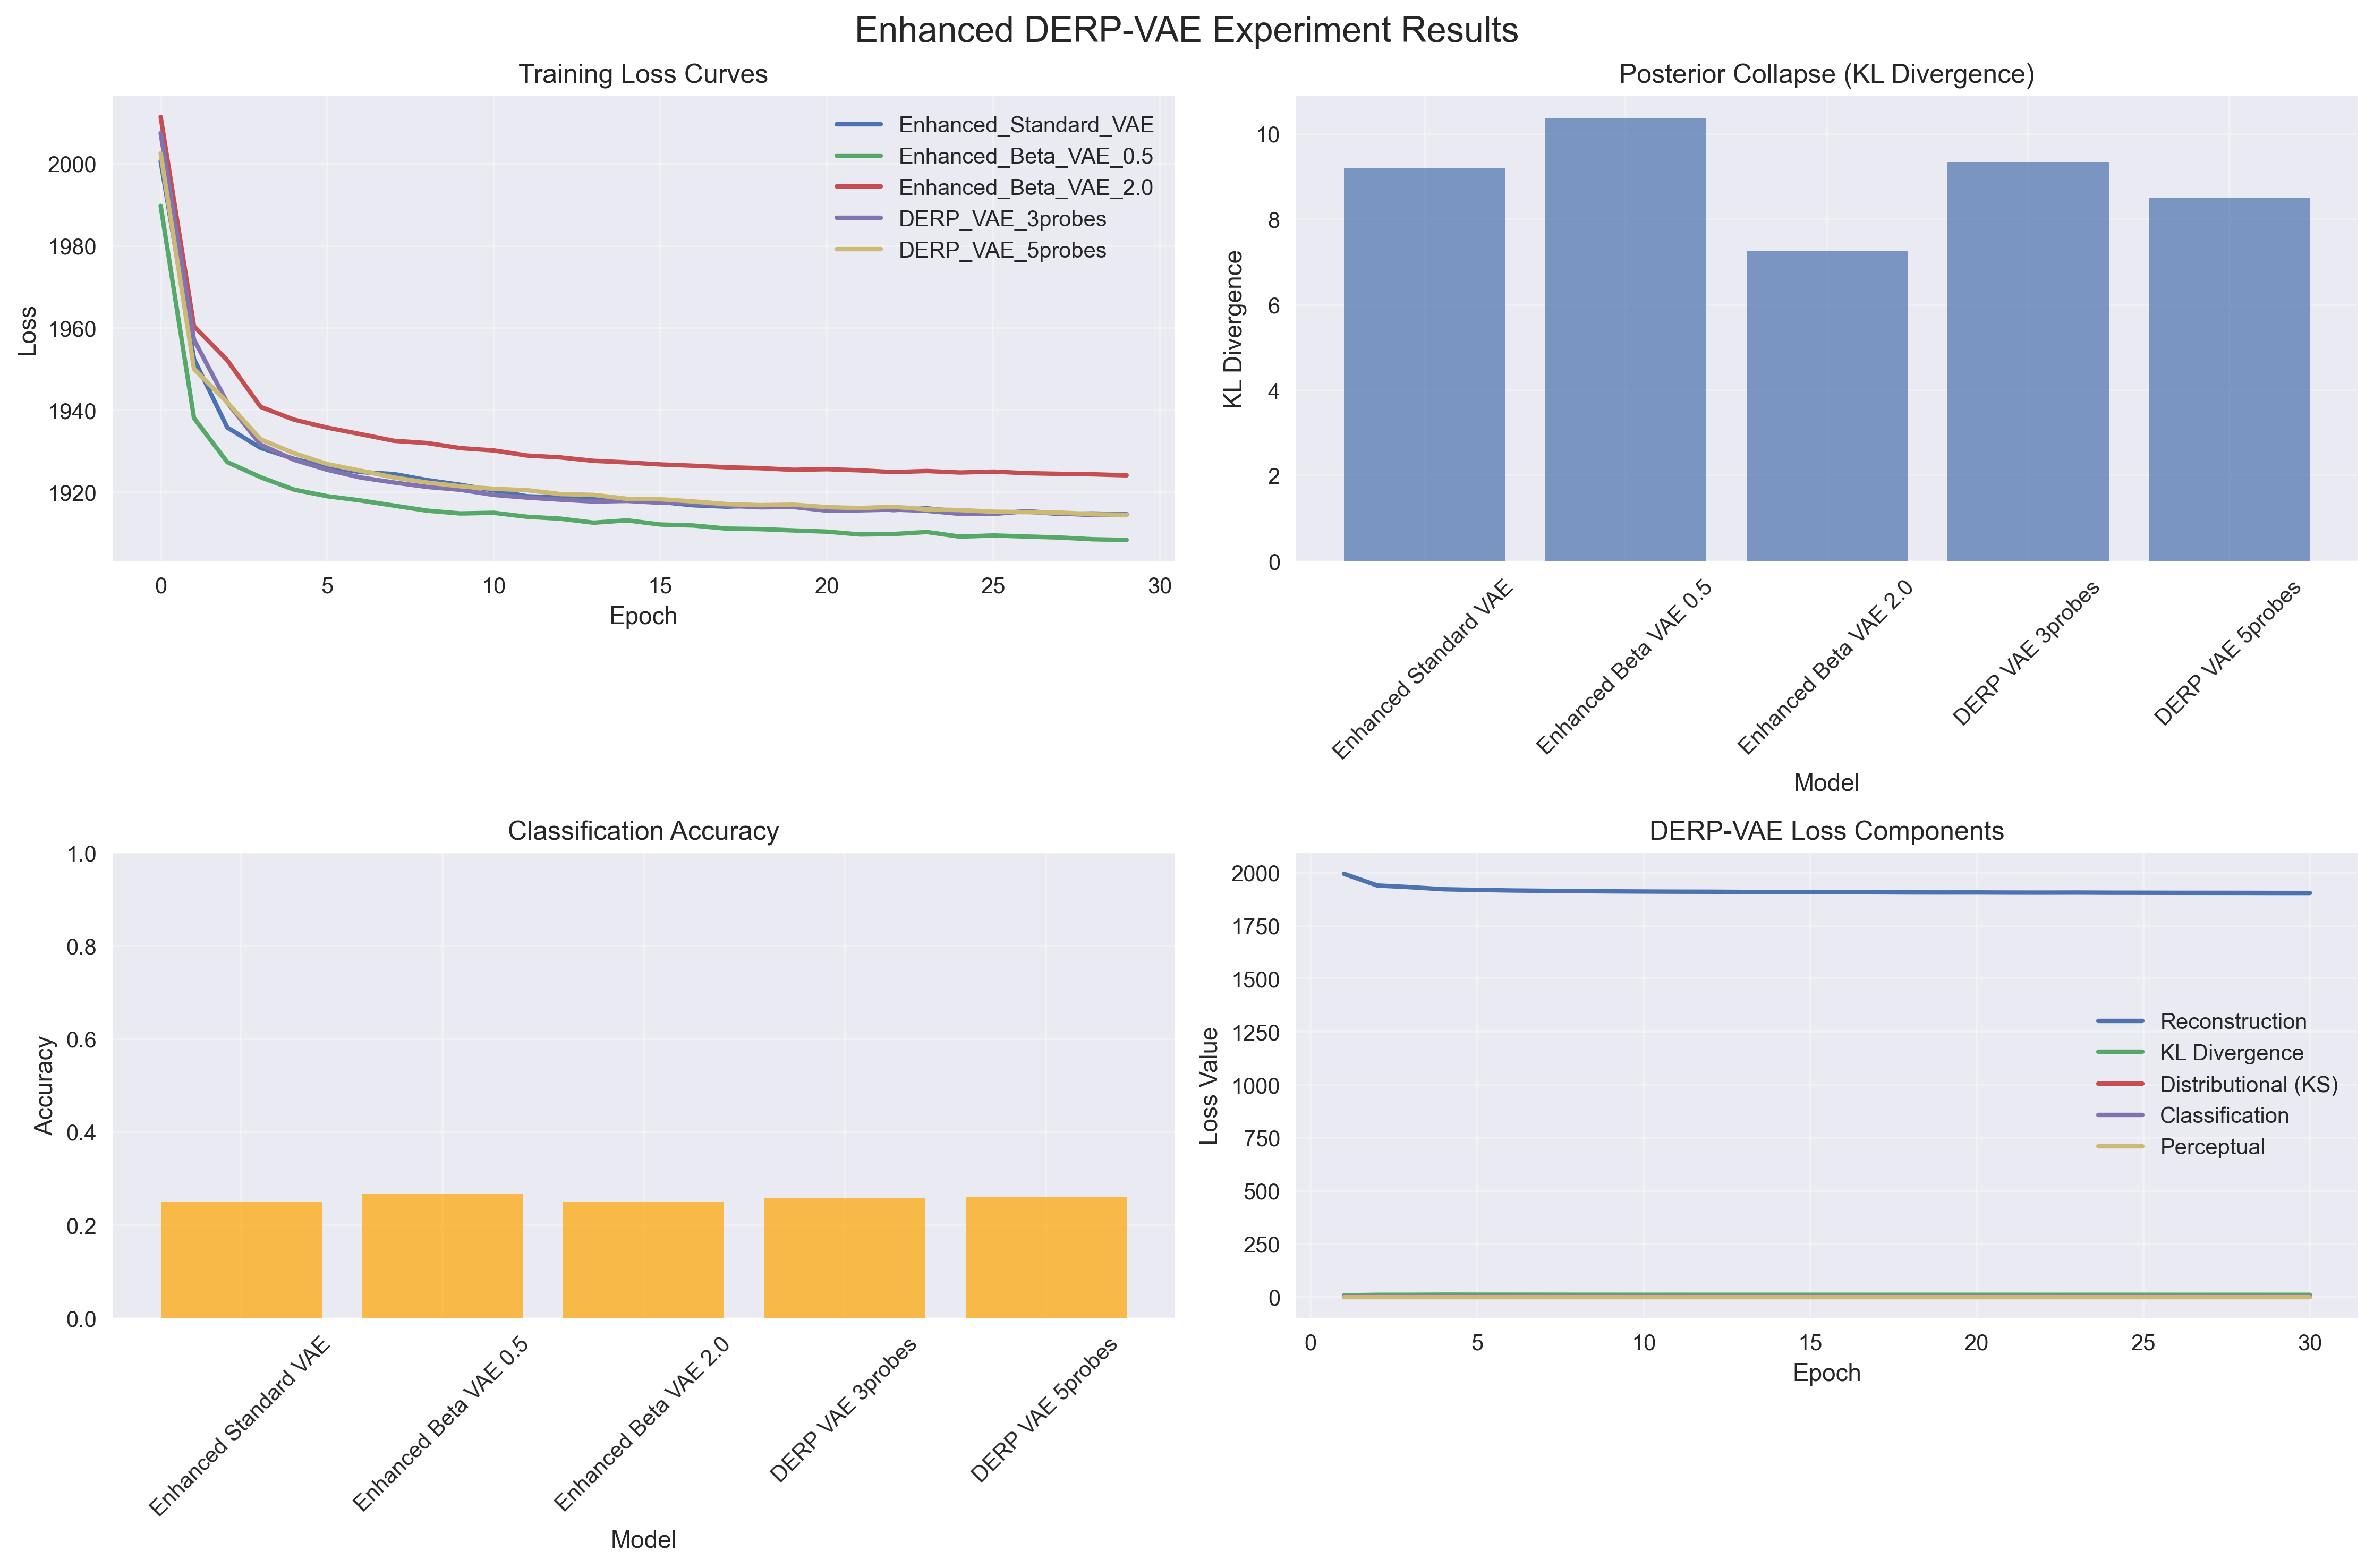 Enhanced DERP-VAE Experiment Results
Training Loss Curves
Loss
2000
1980
1960
1940
1920
0 5 10 15 20 25 30
Epoch
Enhanced_Standard_VAE
Enhanced_Beta_VAE_0.5
Enhanced_Beta_VAE_2.0
DERP_VAE_3probes
DERP_VAE_5probes
Posterior Collapse (KL Divergence)
KL Divergence
10
8
6
4
2
0
Enhanced Standard VAE
Enhanced Beta VAE 0.5
Enhanced Beta VAE 2.0
DERP VAE 3probes
DERP VAE 5probes
Model
Classification Accuracy
Accuracy
1.0
0.8
0.6
0.4
0.2
0.0
Enhanced Standard VAE
Enhanced Beta VAE 0.5
Enhanced Beta VAE 2.0
DERP VAE 3probes
DERP VAE 5probes
Model
DERP-VAE Loss Components
Loss Value
2000
1750
1500
1250
1000
750
500
250
0
0 5 10 15 20 25 30
Epoch
Reconstruction
KL Divergence
Distributional (KS)
Classification
Perceptual